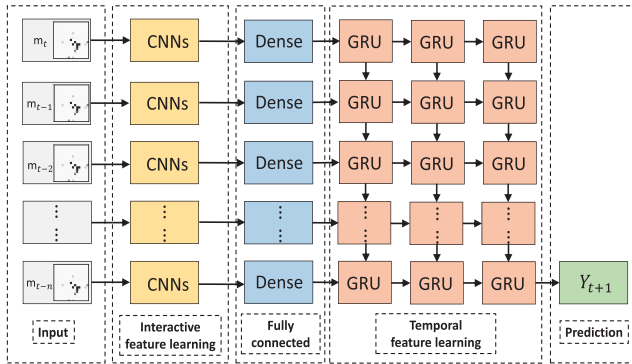 m_t CNNs Dense GRU GRU GRU
m_{t-1} CNNs Dense GRU GRU GRU
m_{t-2} CNNs Dense GRU GRU GRU
⋮ ⋮ ⋮ ⋮ ⋮ ⋮
m_{t-n} CNNs Dense GRU GRU GRU Y_{t+1}
Input
Interactive
feature learning
Fully
connected
Temporal
feature learning
Prediction